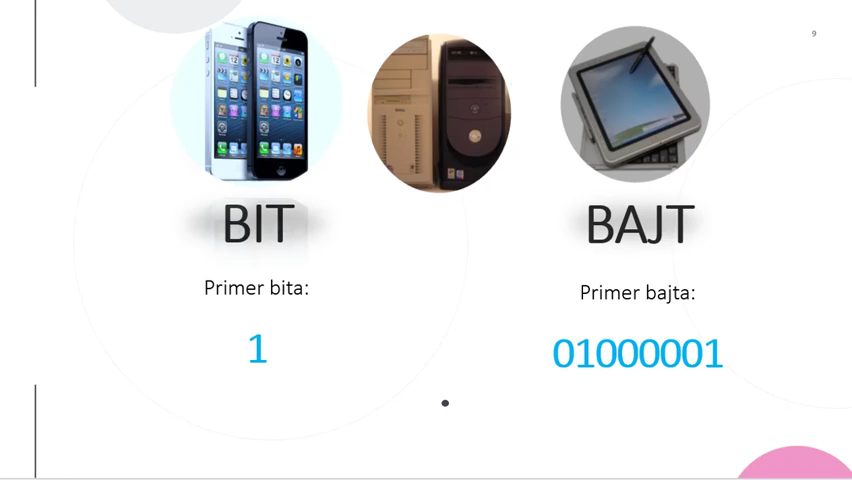 9
BIT
BAJT
Primer bita:
Primer bajta:
1
01000001